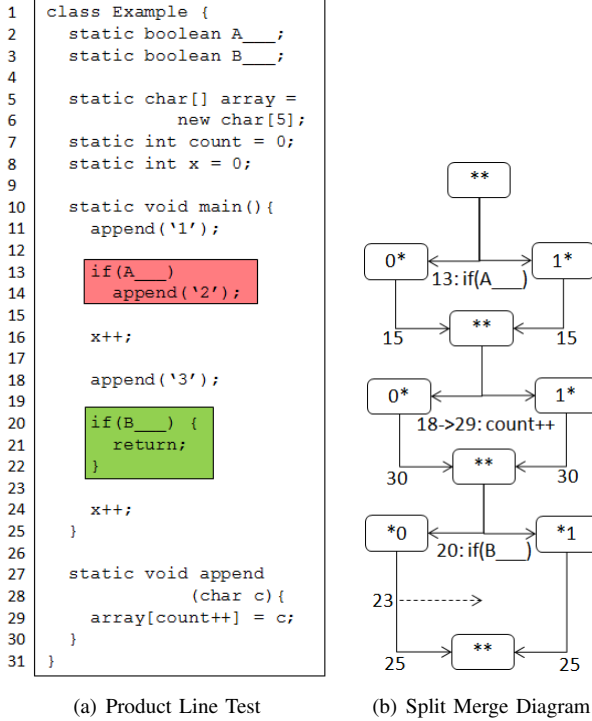 1 class Example {
2 static boolean A___;
3 static boolean B___;
4
5 static char[] array =
6 new char[5];
7 static int count = 0;
8 static int x = 0;
9
10 static void main(){
11 append(‘1’);
12
13 if(A___)
14 append(‘2’);
15
16 x++;
17
18 append(‘3’);
19
20 if(B___) {
21 return;
22 }
23
24 x++;
25 }
26
27 static void append
28 (char c){
29 array[count++] = c;
30 }
31 }
(a) Product Line Test
**
0* 1*
13: if(A___)
**
15 15
0* 1*
18->29: count++
**
30 30
*0 *1
20: if(B___)
23
**
25 25
(b) Split Merge Diagram